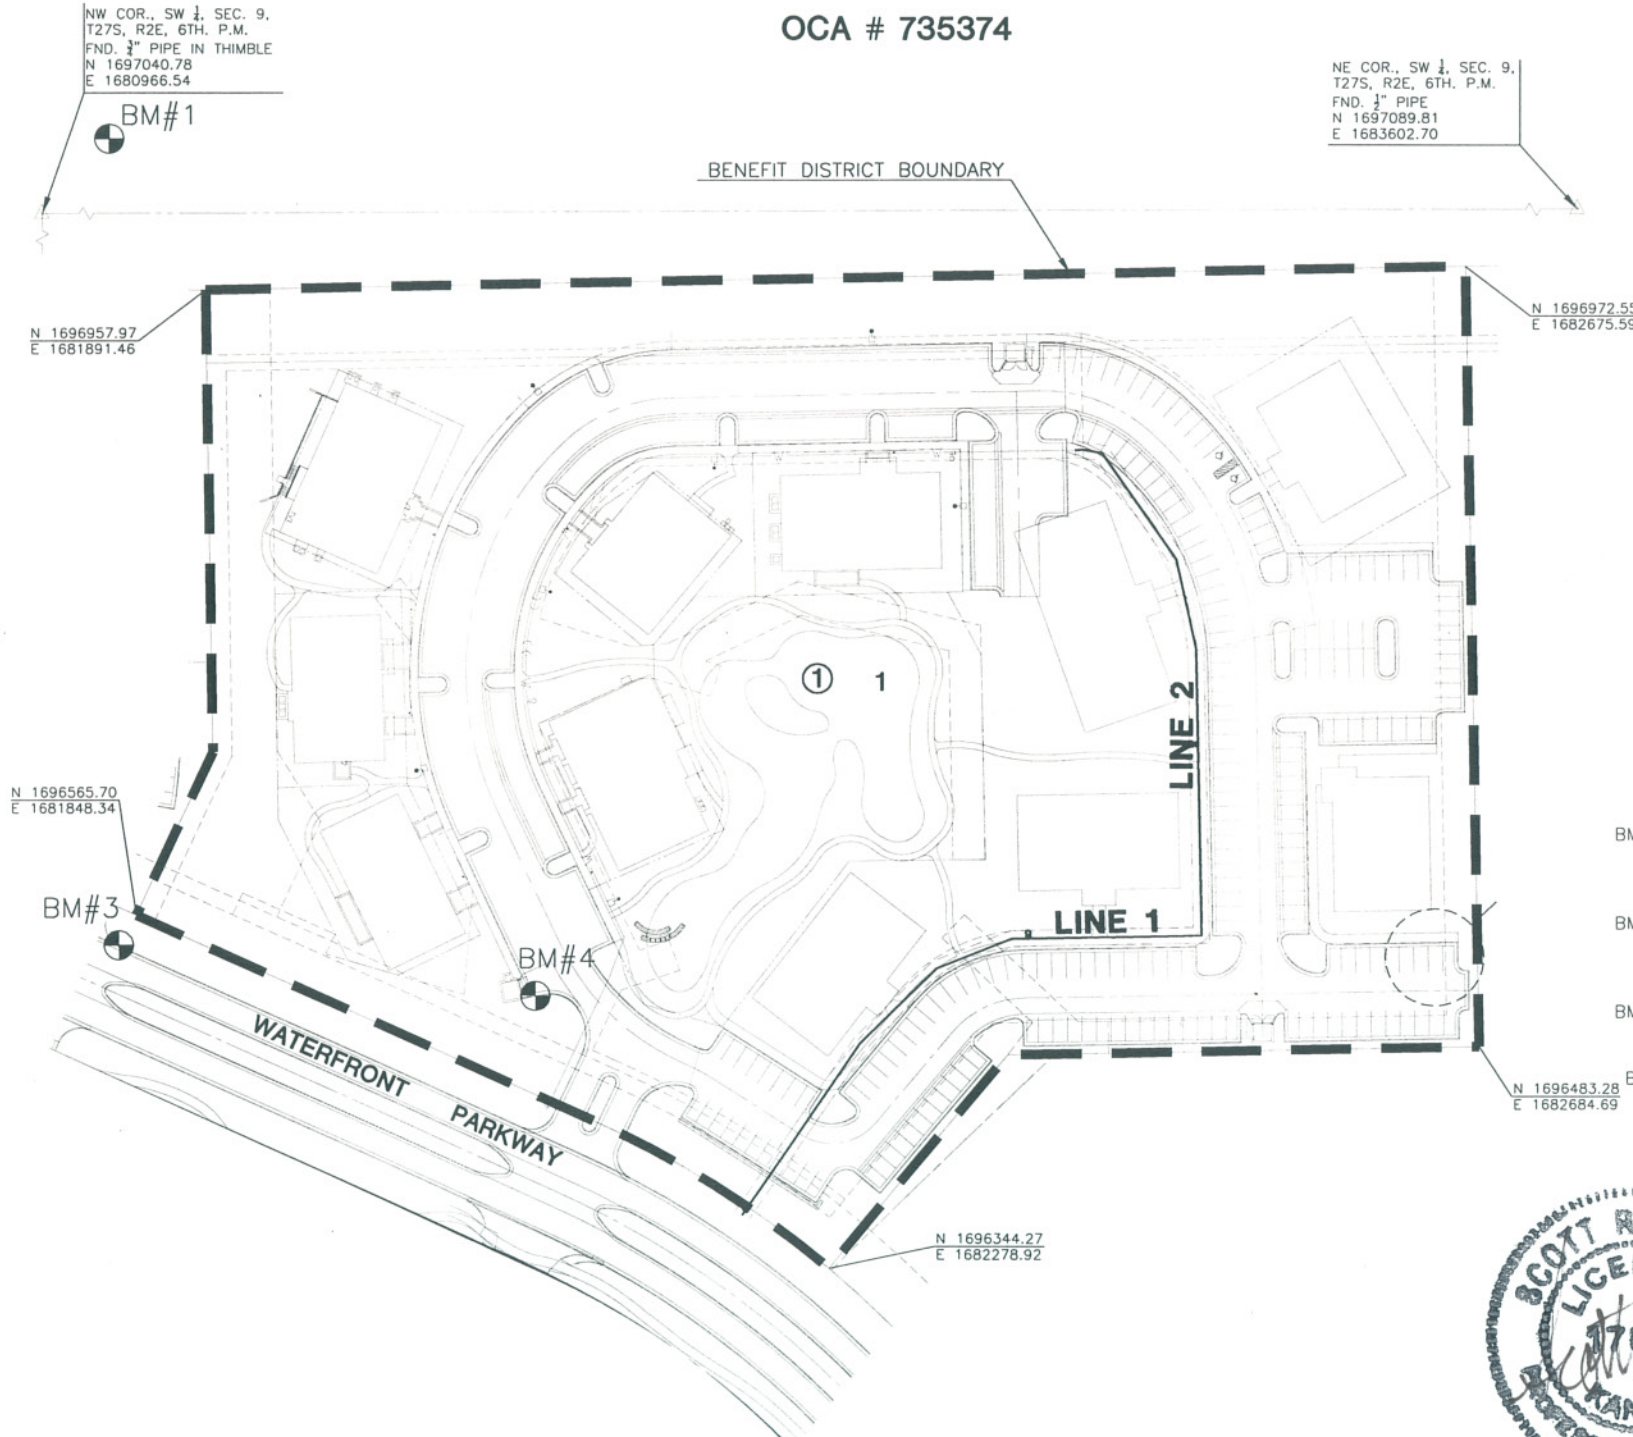 OCA # 735374
NW COR., SW ¼, SEC. 9,
T27S, R2E, 6TH. P.M.
FND. ¾" PIPE IN THIMBLE
N 1697040.78
E 1680966.54
BM#1
NE COR., SW ¼, SEC. 9,
T27S, R2E, 6TH. P.M.
FND. ½" PIPE
N 1697089.81
E 1683602.70
BENEFIT DISTRICT BOUNDARY
N 1696957.97
E 1681891.46
N 1696972.55
E 1682675.59
1 1
LINE 2
N 1696565.70
E 1681848.34
BM#3
LINE 1
BM#4
WATERFRONT PARKWAY
N 1696483.28
E 1682684.69
N 1696344.27
E 1682278.92
SCOTT